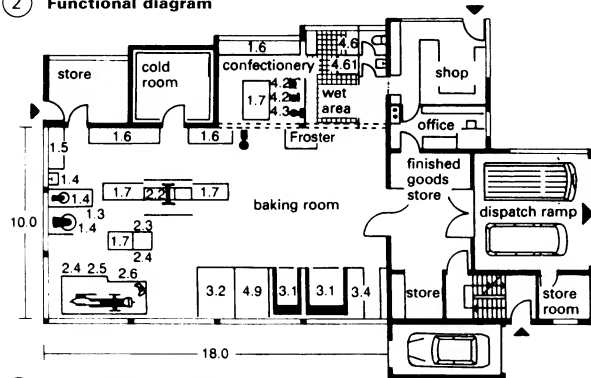 2 Functional diagram
1.6
4.6
store
cold
room
confectionery
4.61
shop
4.2
1.7
4.2
4.3
wet
area
office
1.6
1.6
Froster
1.5
1.4
finished
goods
store
1.4
1.7
2.2
1.7
baking room
dispatch ramp
10.0
1.3
1.4
2.3
1.7
2.4
2.4 2.5 2.6
3.2
4.9
3.1
3.1
3.4
store
store
room
18.0